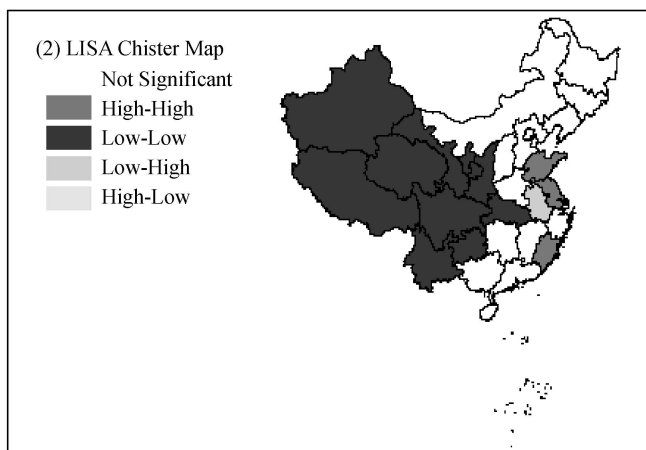 (2) LISA Chister Map
Not Significant
High-High
Low-Low
Low-High
High-Low